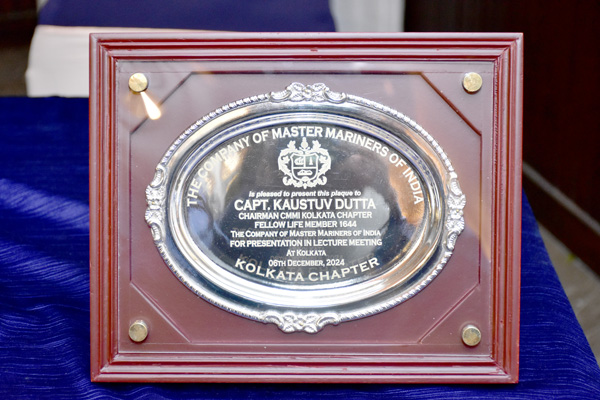 THE COMPANY OF MASTER MARINERS OF INDIA
is pleased to present this plaque to
CAPT. KAUSTUV DUTTA
CHAIRMAN CMMI KOLKATA CHAPTER
FELLOW LIFE MEMBER 1644
THE COMPANY OF MASTER MARINERS OF INDIA
FOR PRESENTATION IN LECTURE MEETING
AT KOLKATA
06TH DECEMBER, 2024
KOLKATA CHAPTER